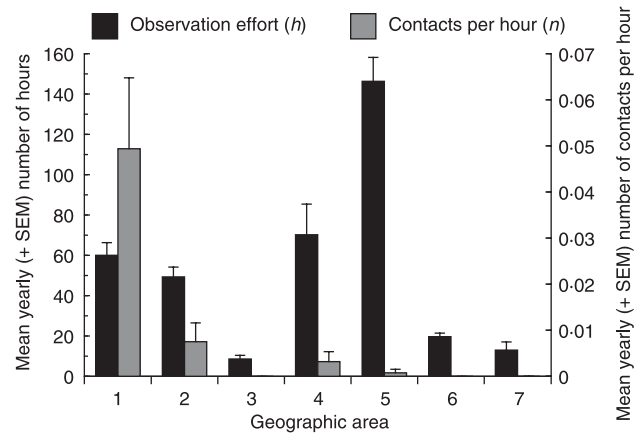 Observation effort (h)
Contacts per hour (n)
Mean yearly (+ SEM) number of hours
160
140
120
100
80
60
40
20
0
0·07
0·06
0·05
0·04
0·03
0·02
0·01
0
Mean yearly (+ SEM) number of contacts per hour
1 2 3 4 5 6 7
Geographic area